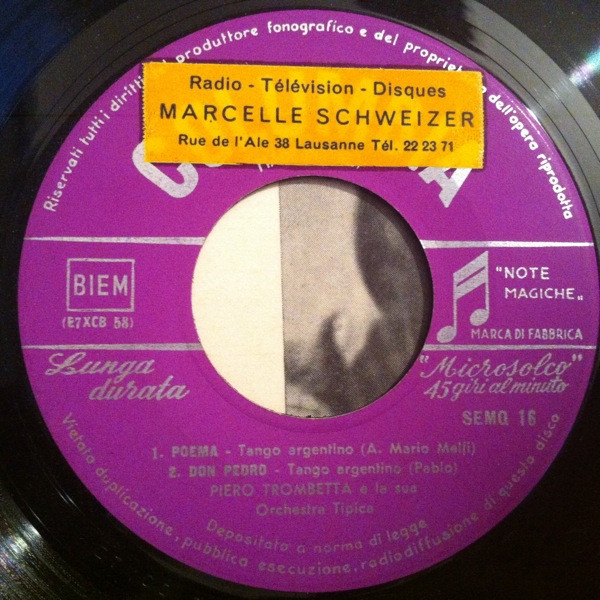 Riservati tutti i diritti del produttore fonografico e del proprietario dell'opera riprodotta
Radio - Télévision - Disques
MARCELLE SCHWEIZER
Rue de l'Ale 38 Lausanne Tél. 22 23 71
BIEM
(E7XCB 58)
"NOTE
MAGICHE„
MARCA DI FABBRICA
Lunga
durata
"Microsolco"
45 giri al minuto
SEMQ 16
1. POEMA - Tango argentino (A. Mario Melfi)
2. DON PEDRO - Tango argentino (Pablo)
PIERO TROMBETTA e la sua
Orchestra Tipica
Depositato a norma di legge
Vietata duplicazione, pubblica esecuzione, radiodiffusione di questo disco